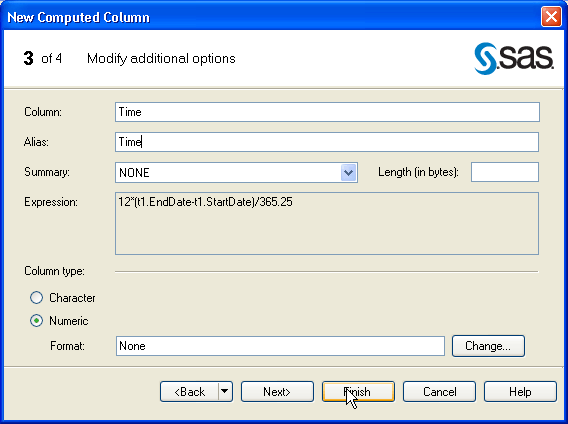 New Computed Column
3 of 4 Modify additional options
sas.
Column: Time
Alias: Time
Summary: NONE Length (in bytes):
Expression: 12*(t1.EndDate-t1.StartDate)/365.25
Column type:
Character
Numeric
Format: None Change...
<Back Next> Finish Cancel Help